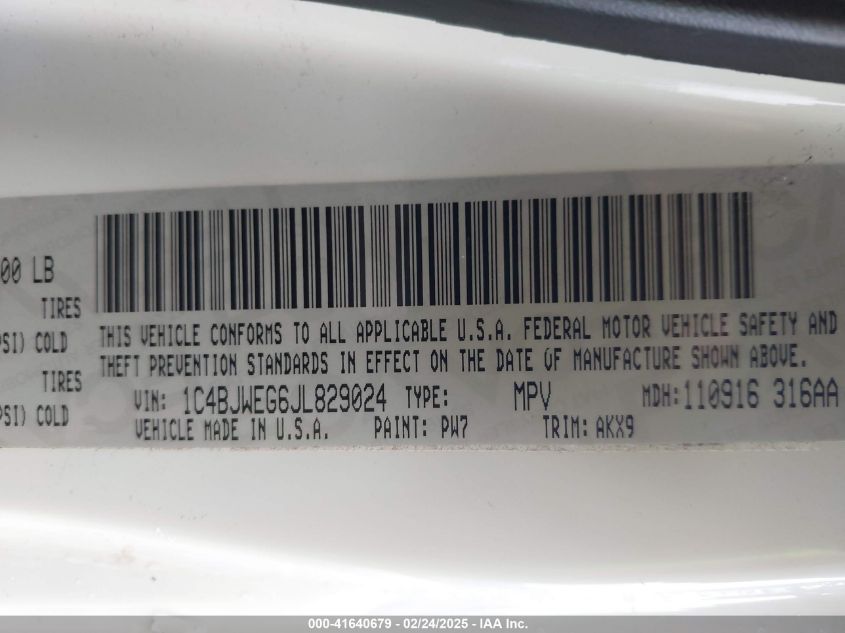 00 LB
TIRES
PSI) COLD
TIRES
PSI) COLD
THIS VEHICLE CONFORMS TO ALL APPLICABLE U.S.A. FEDERAL MOTOR VEHICLE SAFETY AND
THEFT PREVENTION STANDARDS IN EFFECT ON THE DATE OF MANUFACTURE SHOWN ABOVE.
VIN: 1C4BJWEG6JL829024 TYPE: MPV MDH:110916 316AA
VEHICLE MADE IN U.S.A. PAINT: PW7 TRIM: AKX9
000-41640679 - 02/24/2025 - IAA Inc.